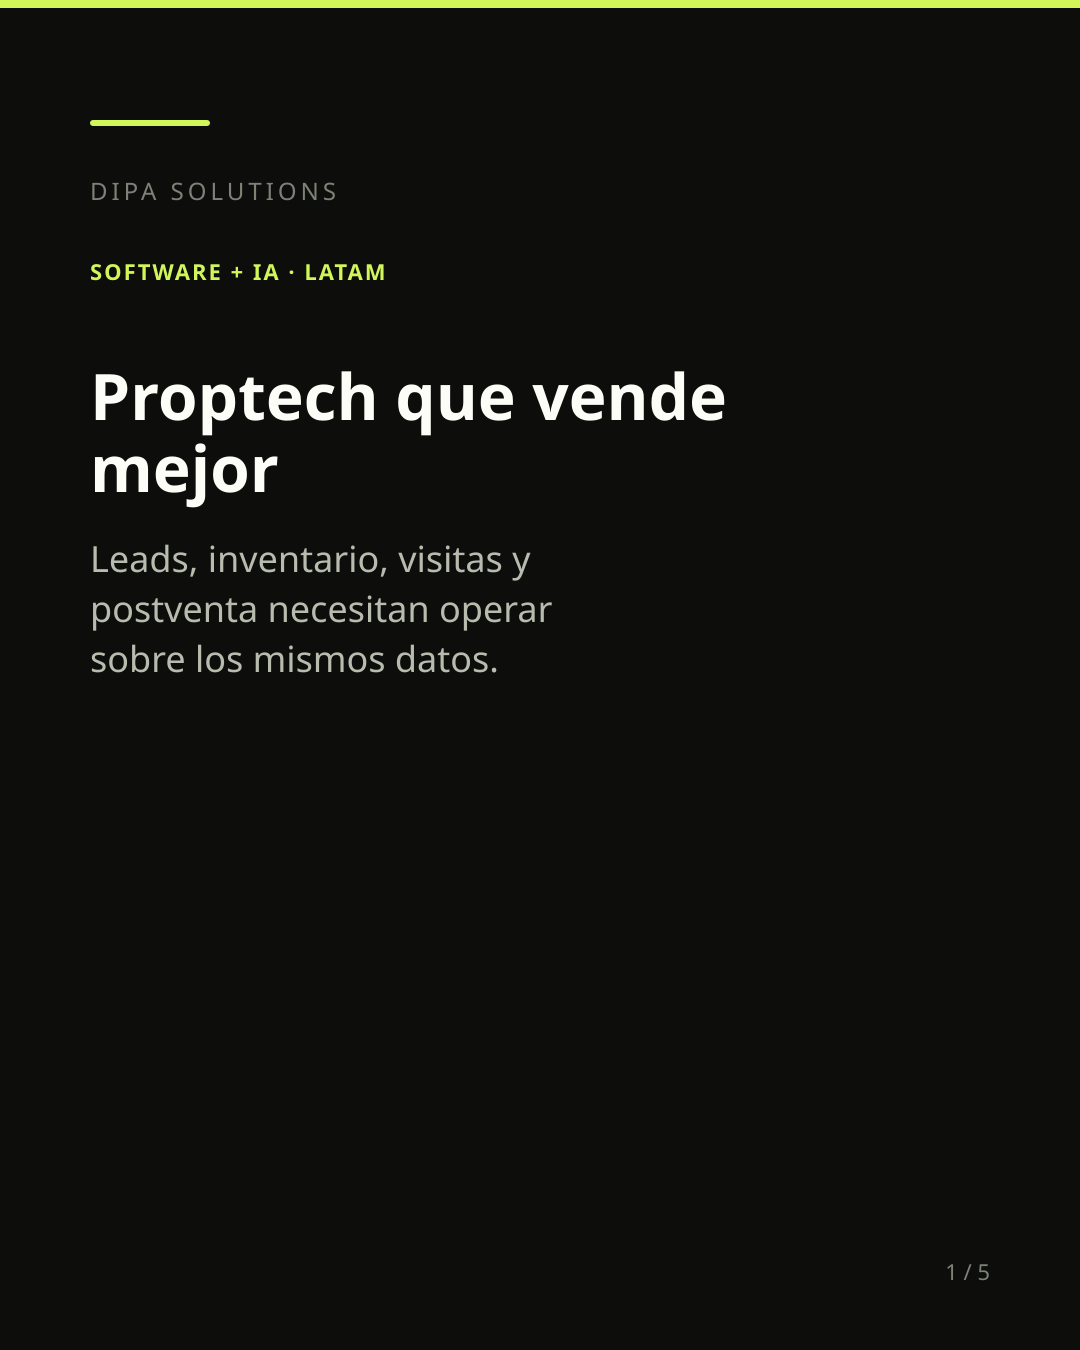 DIPA SOLUTIONS
SOFTWARE + IA · LATAM
Proptech que vende
mejor
Leads, inventario, visitas y
postventa necesitan operar
sobre los mismos datos.
1 / 5